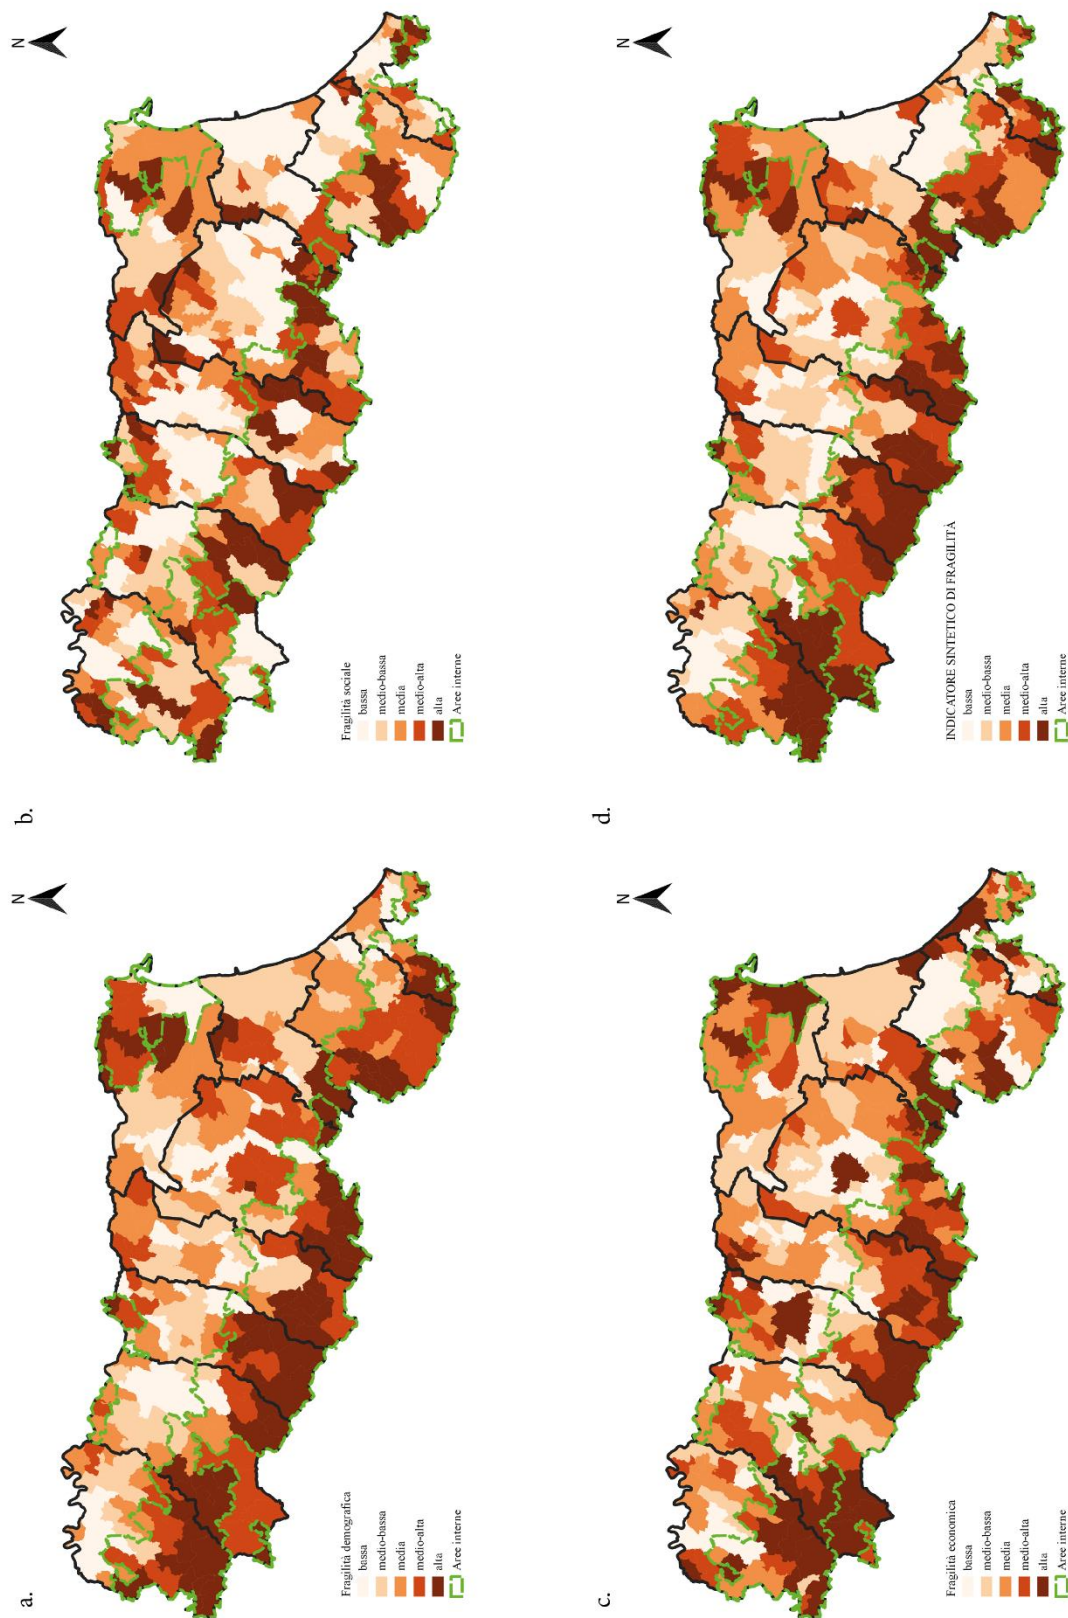 a.
N
Fragilità demografica
bassa
medio-bassa
media
medio-alta
alta
Aree interne
b.
N
Fragilità sociale
bassa
medio-bassa
media
medio-alta
alta
Aree interne
c.
N
Fragilità economica
bassa
medio-bassa
media
medio-alta
alta
Aree interne
d.
N
INDICATORE SINTETICO DI FRAGILITÀ
bassa
medio-bassa
media
medio-alta
alta
Aree interne